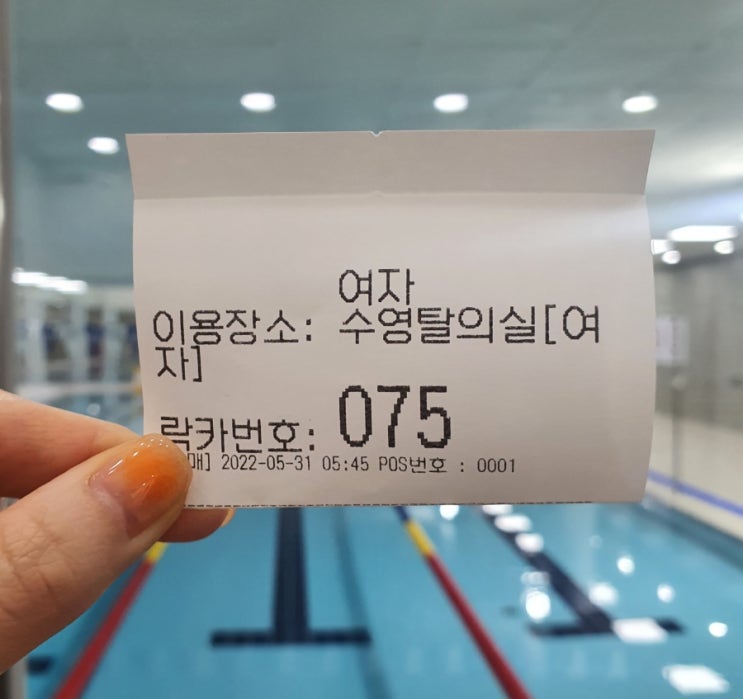 여자
이용장소: 수영탈의실[여
자]
락카번호: 075
매] 2022-05-31 05:45 POS번호 : 0001